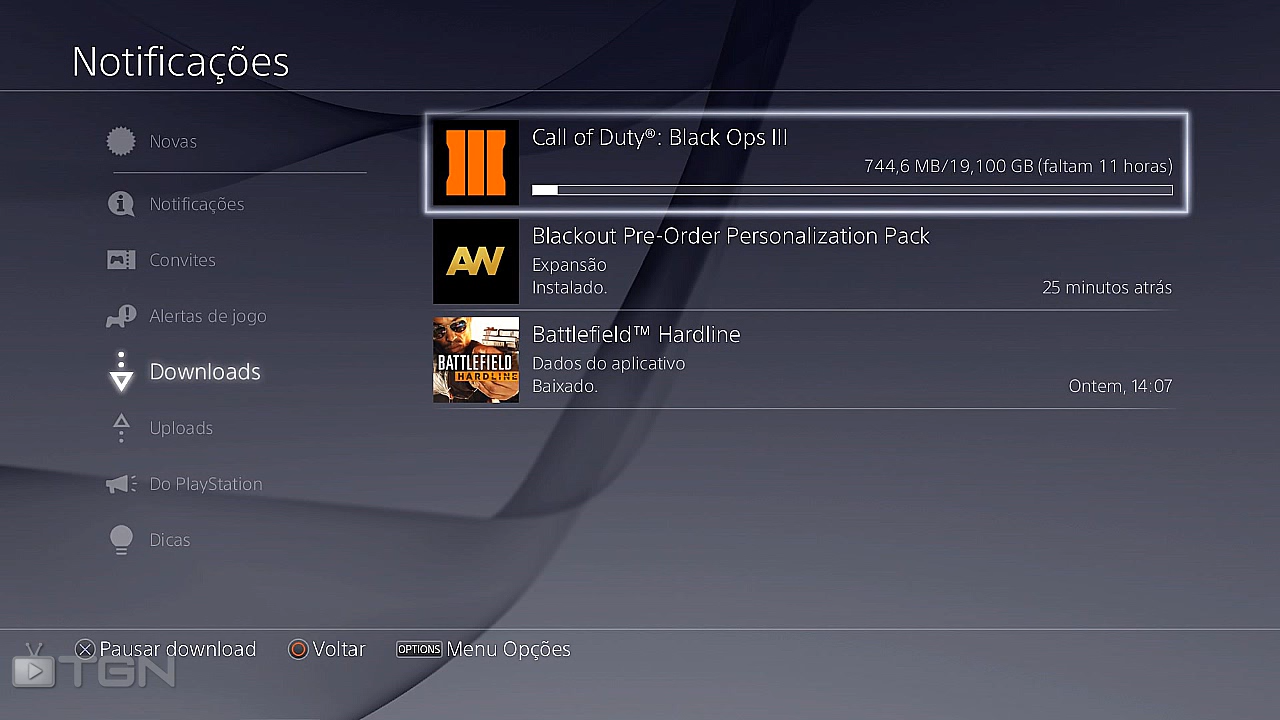 Notificações
Novas
Notificações
Convites
Alertas de jogo
Downloads
Uploads
Do PlayStation
Dicas
Call of Duty®: Black Ops III
744,6 MB/19,100 GB (faltam 11 horas)
AW
Blackout Pre-Order Personalization Pack
Expansão
Instalado.
25 minutos atrás
BATTLEFIELD
HARDLINE
Battlefield™ Hardline
Dados do aplicativo
Baixado.
Ontem, 14:07
Pausar download
Voltar
OPTIONS Menu Opções
TGN